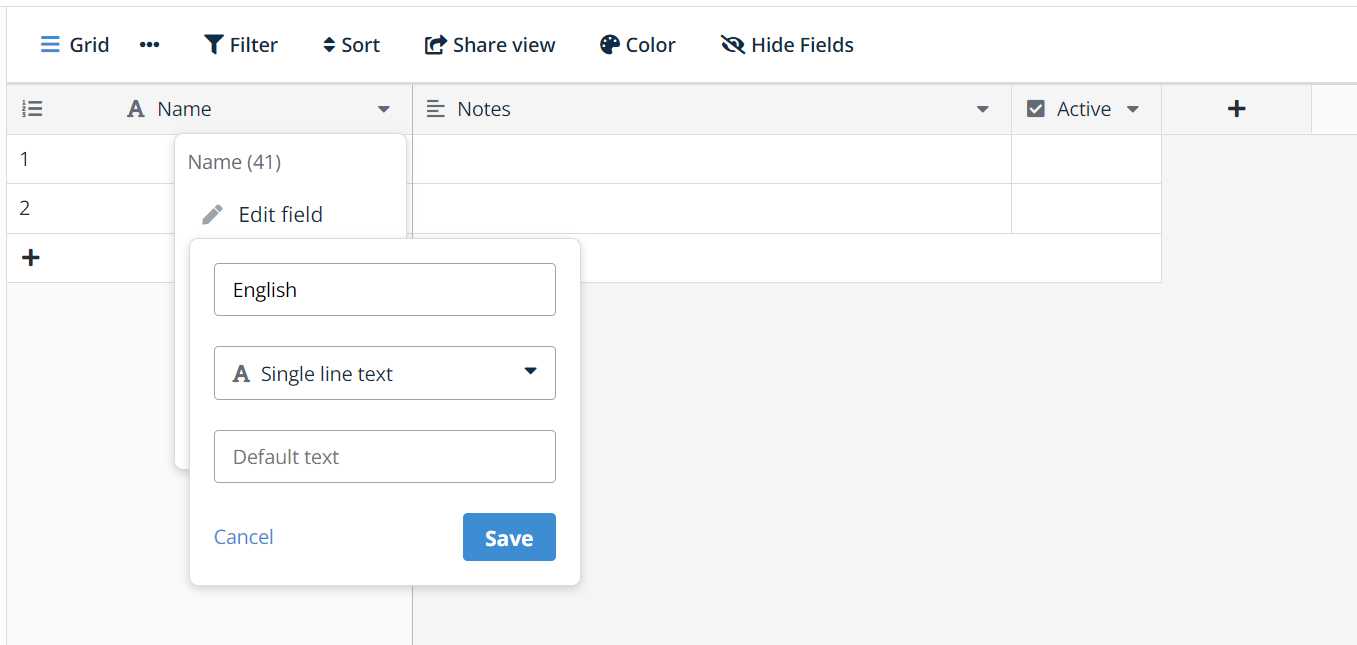 Grid ••• Filter Sort Share view Color Hide Fields
Name Notes Active +
1
2
+
Name (41)
Edit field
English
A Single line text
Default text
Cancel Save